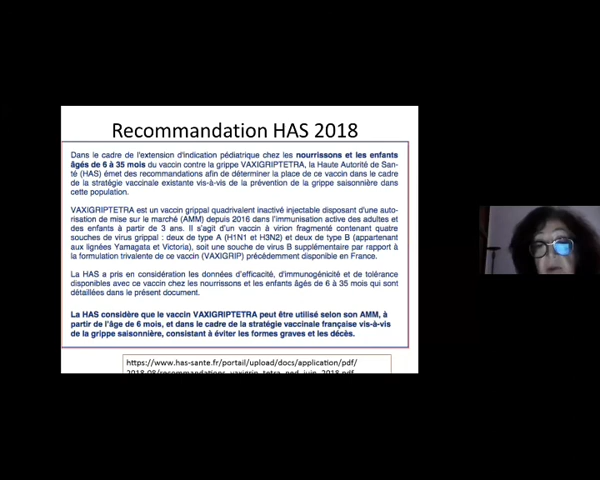 Recommandation HAS 2018
Dans le cadre de l'extension d'indication pédiatrique chez les nourrissons et les enfants
âgés de 6 à 35 mois du vaccin contre la grippe VAXIGRIPTETRA, la Haute Autorité de San-
té (HAS) émet des recommandations afin de déterminer la place de ce vaccin dans le cadre
de la stratégie vaccinale existante vis-à-vis de la prévention de la grippe saisonnière dans
cette population.
VAXIGRIPTETRA est un vaccin grippal quadrivalent inactivé injectable disposant d'une auto-
risation de mise sur le marché (AMM) depuis 2016 dans l'immunisation active des adultes et
des enfants à partir de 3 ans. Il s'agit d'un vaccin à virion fragmenté contenant quatre
souches de virus grippal : deux de type A (H1N1 et H3N2) et deux de type B (appartenant
aux lignées Yamagata et Victoria), soit une souche de virus B supplémentaire par rapport à
la formulation trivalente de ce vaccin (VAXIGRIP) précédemment disponible en France.
La HAS a pris en considération les données d'efficacité, d'immunogénicité et de tolérance
disponibles avec ce vaccin chez les nourrissons et les enfants âgés de 6 à 35 mois qui sont
détaillées dans le présent document.
La HAS considère que le vaccin VAXIGRIPTETRA peut être utilisé selon son AMM, à
partir de l'âge de 6 mois, et dans le cadre de la stratégie vaccinale française vis-à-vis
de la grippe saisonnière, consistant à éviter les formes graves et les décès.
https://www.has-sante.fr/portail/upload/docs/application/pdf/
2018-08/recommandations_vaxigrip_tetra_ped_juin_2018.pdf